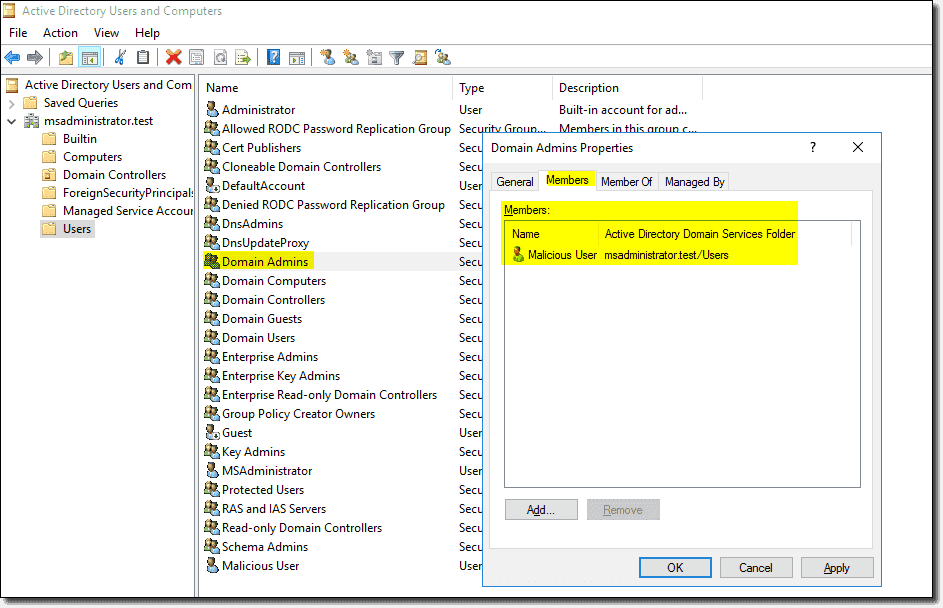 Active Directory Users and Computers
File Action View Help
Active Directory Users and Com
Saved Queries
msadministrator.test
Builtin
Computers
Domain Controllers
ForeignSecurityPrincipals
Managed Service Accour
Users
Name Type Description
Administrator User Built-in account for ad...
Allowed RODC Password Replication Group Security Group... Members in this group c...
Cert Publishers Secu
Cloneable Domain Controllers Secu
DefaultAccount User
Denied RODC Password Replication Group Secu
DnsAdmins Secu
DnsUpdateProxy Secu
Domain Admins Secu
Domain Computers Secu
Domain Controllers Secu
Domain Guests Secu
Domain Users Secu
Enterprise Admins Secu
Enterprise Key Admins Secu
Enterprise Read-only Domain Controllers Secu
Group Policy Creator Owners Secu
Guest User
Key Admins Secu
MSAdministrator User
Protected Users Secu
RAS and IAS Servers Secu
Read-only Domain Controllers Secu
Schema Admins Secu
Malicious User User
Domain Admins Properties ?
General Members Member Of Managed By
Members:
Name Active Directory Domain Services Folder
Malicious User msadministrator.test/Users
Add... Remove
OK Cancel Apply